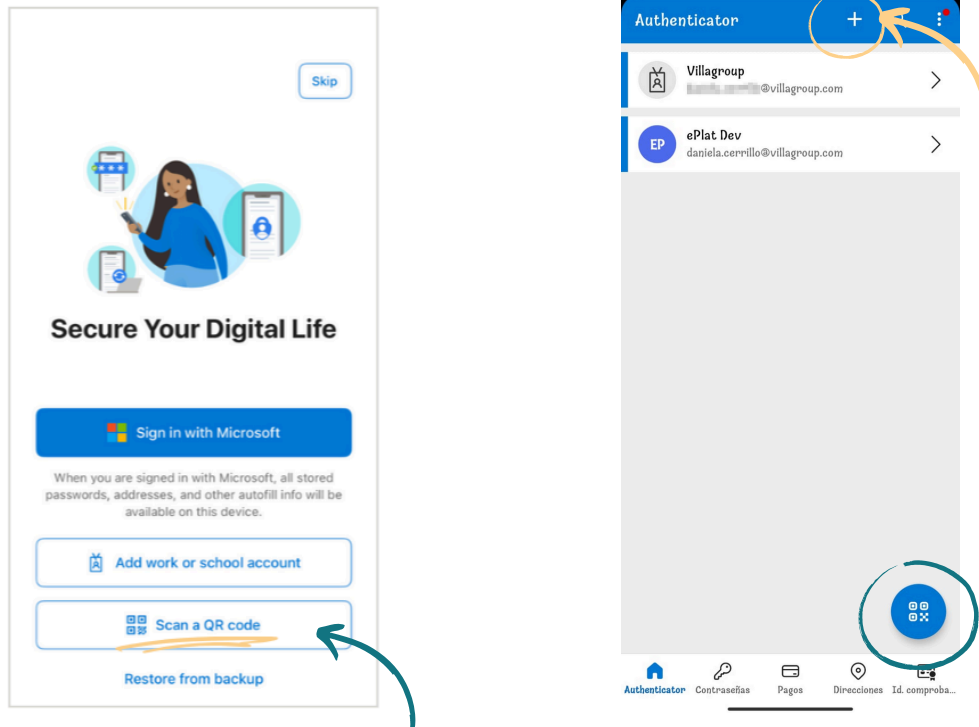 Skip
Secure Your Digital Life
Sign in with Microsoft
When you are signed in with Microsoft, all stored
passwords, addresses, and other autofill info will be
available on this device.
Add work or school account
Scan a QR code
Restore from backup
Authenticator
Villagroup
@villagroup.com
EP
ePlat Dev
daniela.cerrillo@villagroup.com
Authenticator
Contraseñas
Pagos
Direcciones
Id. comproba...